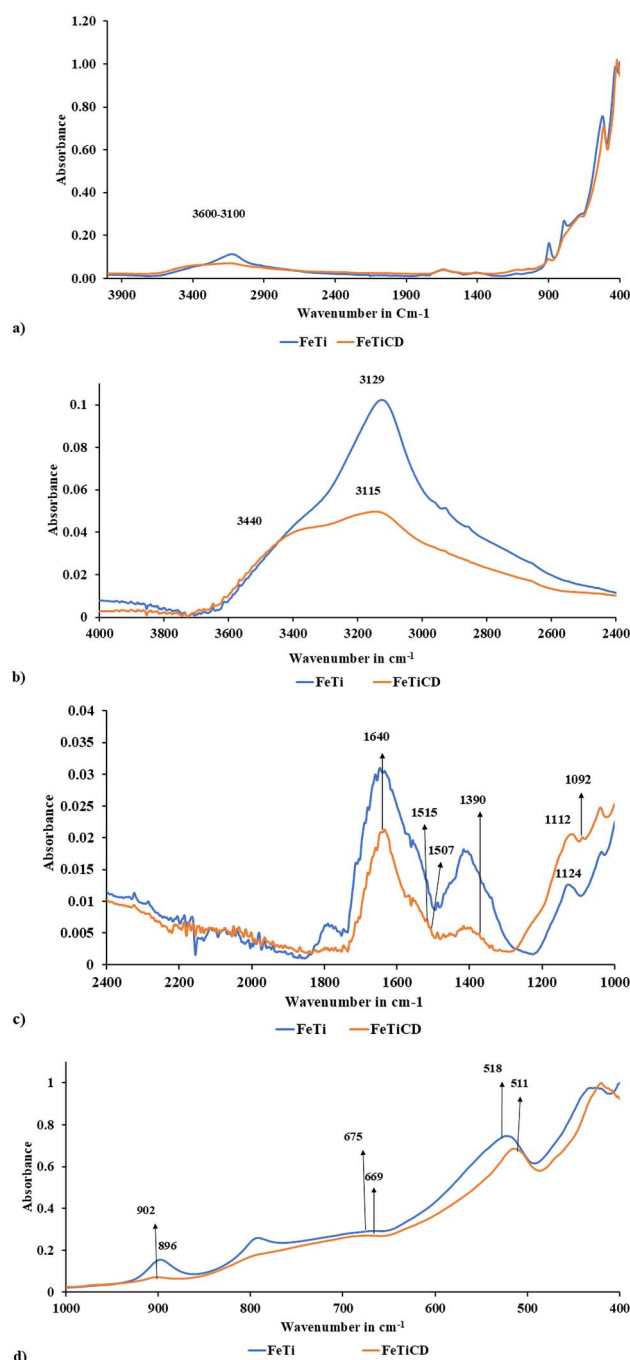 1.20
1.00
0.80
0.60
0.40
0.20
0.00
Absorbance
3600-3100
3900 3400 2900 2400 1900 1400 900 400
Wavenumber in Cm-1
a)
FeTi FeTiCD
3129
0.1
0.08
0.06
0.04
0.02
0
Absorbance
3115
3440
4000 3800 3600 3400 3200 3000 2800 2600 2400
Wavenumber in cm-1
b)
FeTi FeTiCD
0.04
0.035
0.03
0.025
0.02
0.015
0.01
0.005
0
Absorbance
1640
1515
1507
1390
1092
1112
1124
2400 2200 2000 1800 1600 1400 1200 1000
Wavenumber in cm-1
c)
FeTi FeTiCD
1
0.8
0.6
0.4
0.2
0
Absorbance
518
511
675
669
902
896
1000 900 800 700 600 500 400
Wavenumber in cm-1
d)
FeTi FeTiCD